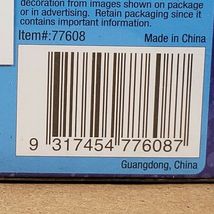 decoration from images shown on package
or in advertising. Retain packaging since it
contains important information.
Item#:77608 Made in China
9 317454 776087
Guangdong, China